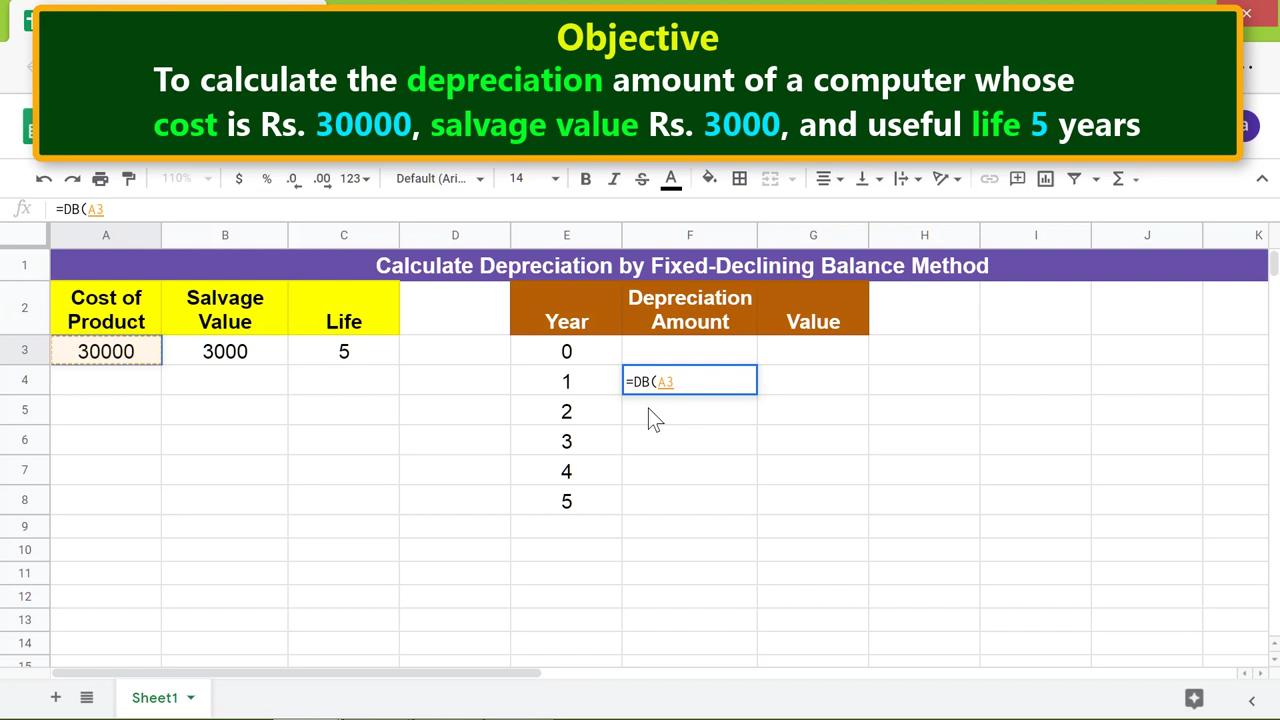 Objective
To calculate the depreciation amount of a computer whose
cost is Rs. 30000, salvage value Rs. 3000, and useful life 5 years
a
110%
$ % .0 .00 123 Default (Ari... 14 B I S A
fx =DB(A3
A B C D E F G H I J K
1 Calculate Depreciation by Fixed-Declining Balance Method
2 Cost of Product Salvage Value Life Year Depreciation Amount Value
3 30000 3000 5 0
4 1 =DB(A3
5 2
6 3
7 4
8 5
9
10
11
12
13
14
15
Sheet1